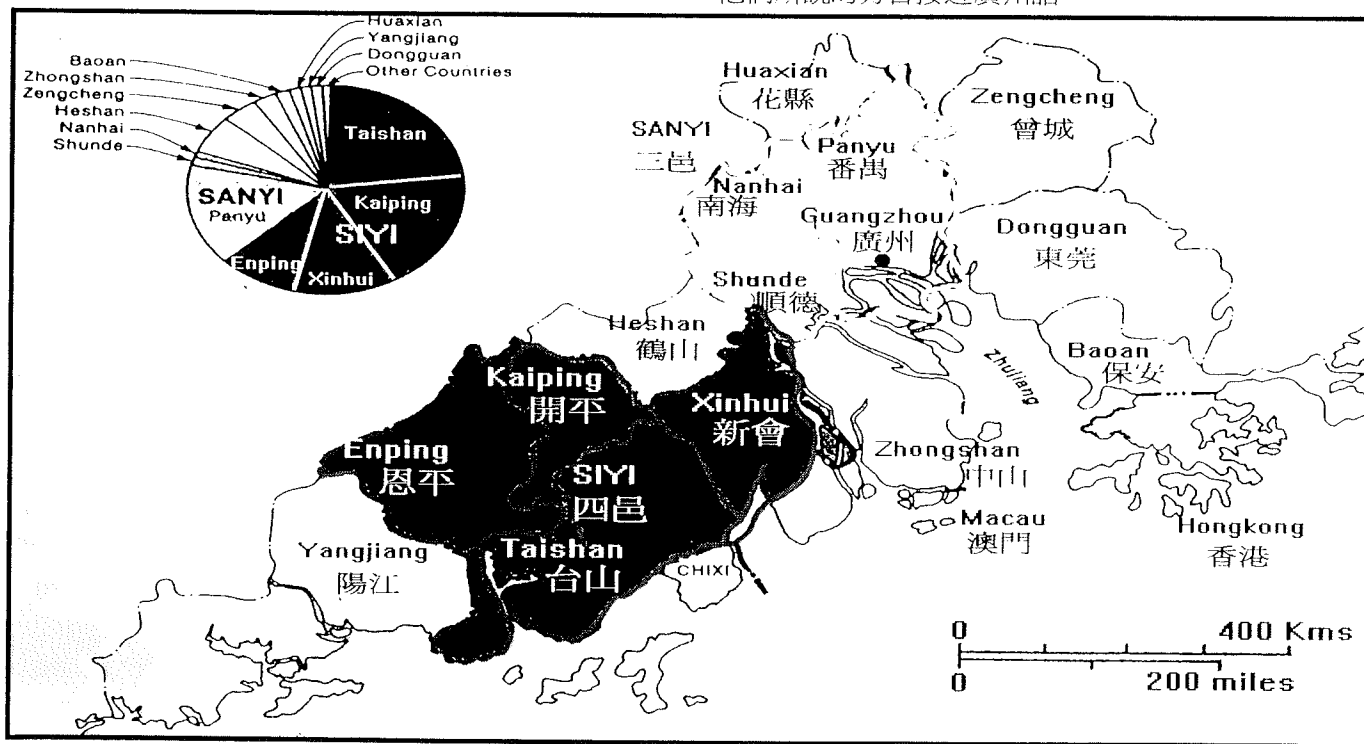 Huaxian
Yangjiang
Dongguan
Other Countries
Baoan
Zhongshan
Zengcheng
Heshan
Nanhai
Shunde
Taishan
Kaiping
SIYI
Xinhui
Enping
SANYI
Panyu
Huaxian
花縣
Zengcheng
曾城
SANYI
三邑
Panyu
番禺
Nanhai
南海
Guangzhou
廣州
Dongguan
東莞
Shunde
順德
Heshan
鶴山
Zhuliang
Baoan
保安
Kaiping
開平
Xinhui
新會
Enping
恩平
SIYI
四邑
Zhongshan
中山
Macau
澳門
Hongkong
香港
Yangjiang
陽江
Taishan
台山
CHIXI
0 400 Kms
0 200 miles